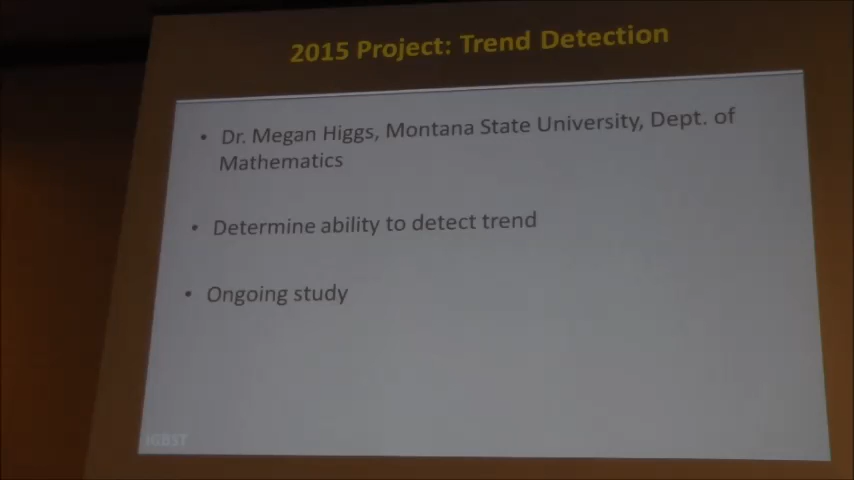 2015 Project: Trend Detection
• Dr. Megan Higgs, Montana State University, Dept. of
Mathematics
• Determine ability to detect trend
• Ongoing study
IGBST